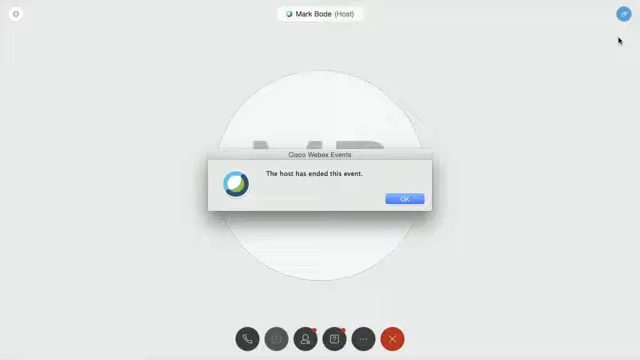 Mark Bode (Host)
Cisco Webex Events
The host has ended this event.
OK